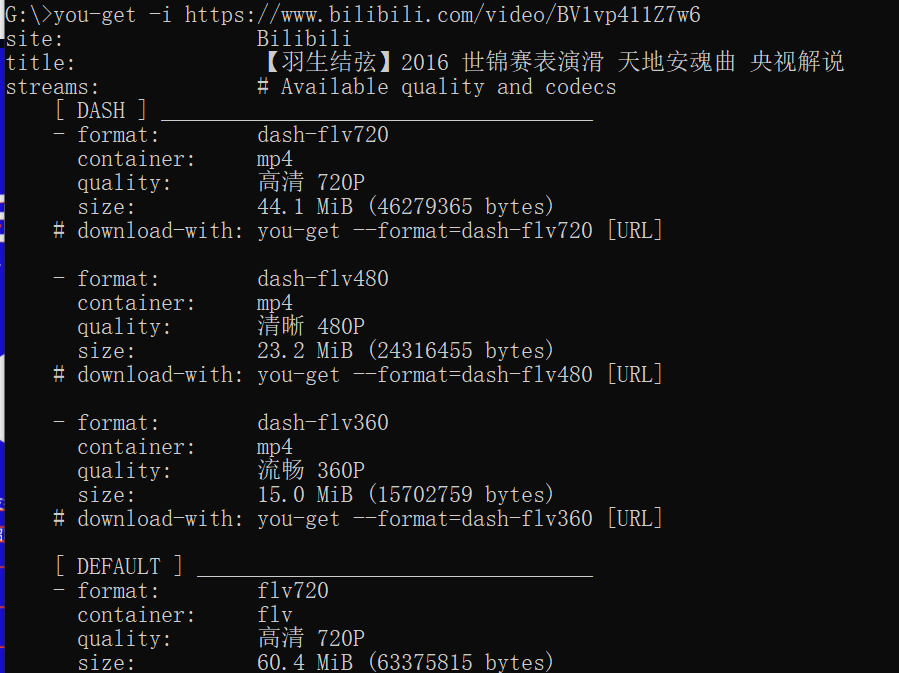 G:\>you-get -i https://www.bilibili.com/video/BV1vp411Z7w6
site: Bilibili
title: 【羽生结弦】2016 世锦赛表演滑 天地安魂曲 央视解说
streams: # Available quality and codecs
[ DASH ] ____________________________________
- format: dash-flv720
container: mp4
quality: 高清 720P
size: 44.1 MiB (46279365 bytes)
# download-with: you-get --format=dash-flv720 [URL]
- format: dash-flv480
container: mp4
quality: 清晰 480P
size: 23.2 MiB (24316455 bytes)
# download-with: you-get --format=dash-flv480 [URL]
- format: dash-flv360
container: mp4
quality: 流畅 360P
size: 15.0 MiB (15702759 bytes)
# download-with: you-get --format=dash-flv360 [URL]
[ DEFAULT ] _________________________________
- format: flv720
container: flv
quality: 高清 720P
size: 60.4 MiB (63375815 bytes)